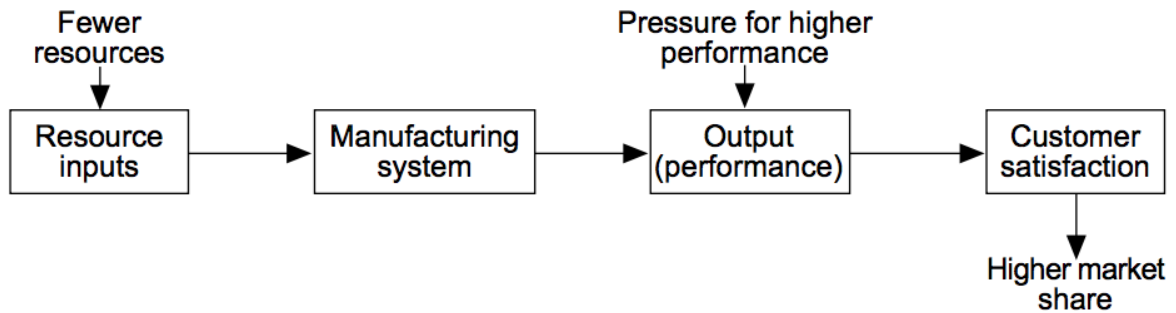 Fewer
resources
Pressure for higher
performance
Resource
inputs
Manufacturing
system
Output
(performance)
Customer
satisfaction
Higher market
share